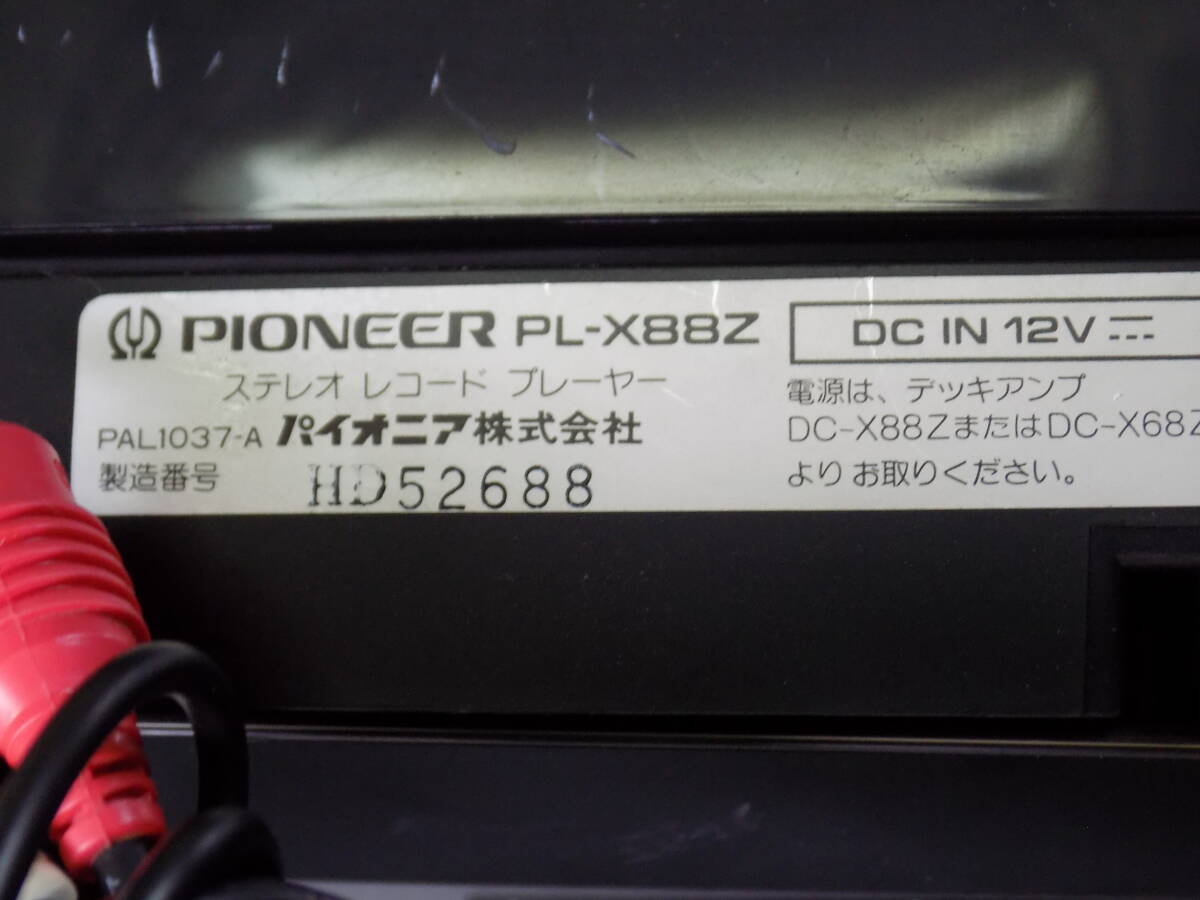 PIONEER PL-X88Z
ステレオ レコード プレーヤー
PAL1037-A パイオニア株式会社
製造番号 HD52688
DC IN 12V
電源は、デッキアンプ
DC-X88ZまたはDC-X68Z
より お取りください。